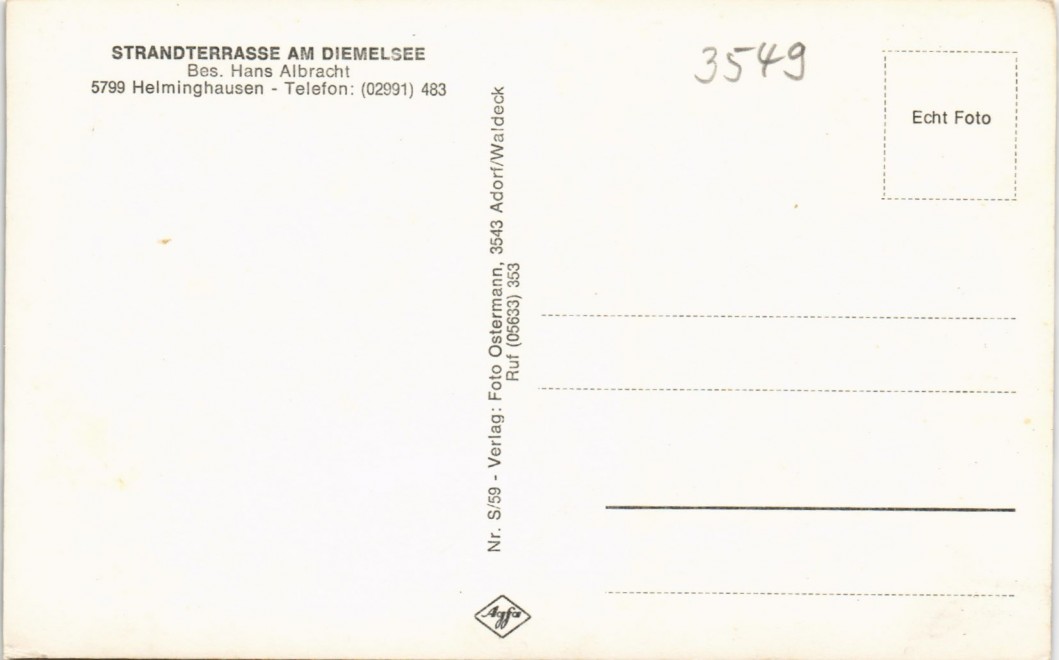 STRANDTERRASSE AM DIEMELSEE
Bes. Hans Albracht
5799 Helminghausen - Telefon: (02991) 483
3549
Echt Foto
Nr. S/59 - Verlag: Foto Ostermann, 3543 Adorf/Waldeck
Ruf (05633) 353
Agfa